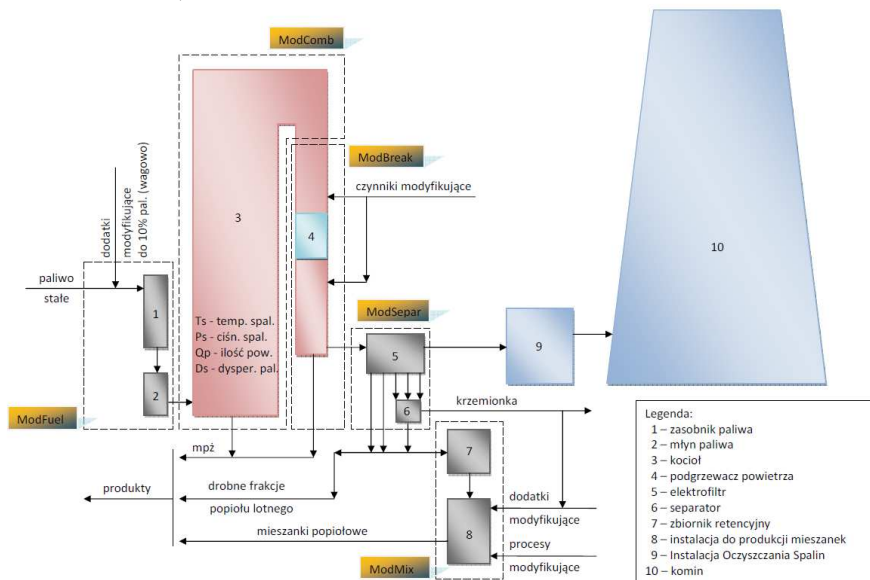 ModComb
ModBreak
czynniki modyfikujące
dodatki
modyfikujące
do 10% pal. (wagowo)
3
4
10
paliwo
stałe
1
2
ModFuel
Ts - temp. spal.
Ps - ciśn. spal.
Qp - ilość pow.
Ds - dysper. pal.
ModSepar
5
9
6
krzemionka
mpż
7
produkty
drobne frakcje
popiołu lotnego
dodatki
modyfikujące
mieszanki popiołowe
8
procesy
modyfikujące
ModMix
Legenda:
1 – zasobnik paliwa
2 – młyn paliwa
3 – kocioł
4 – podgrzewacz powietrza
5 – elektrofiltr
6 – separator
7 – zbiornik retencyjny
8 – instalacja do produkcji mieszanek
9 – Instalacja Oczyszczania Spalin
10 – komin